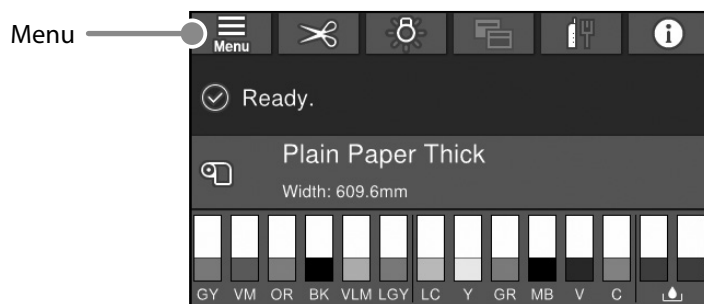 Menu
Menu
Ready.
Plain Paper Thick
Width: 609.6mm
GY VM OR BK VLM LGY LC Y GR MB V C